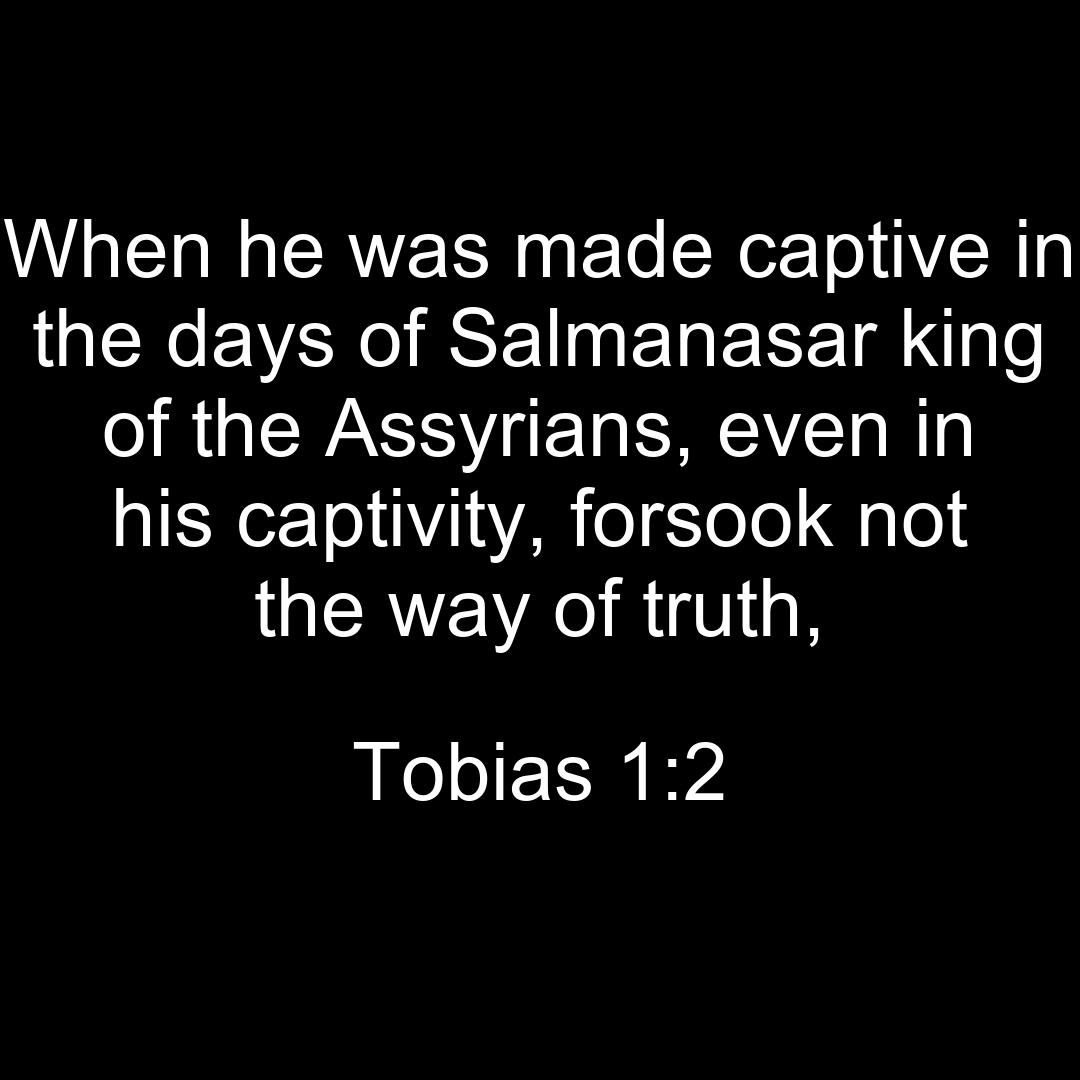 When he was made captive in
the days of Salmanasar king
of the Assyrians, even in
his captivity, forsook not
the way of truth,
Tobias 1:2